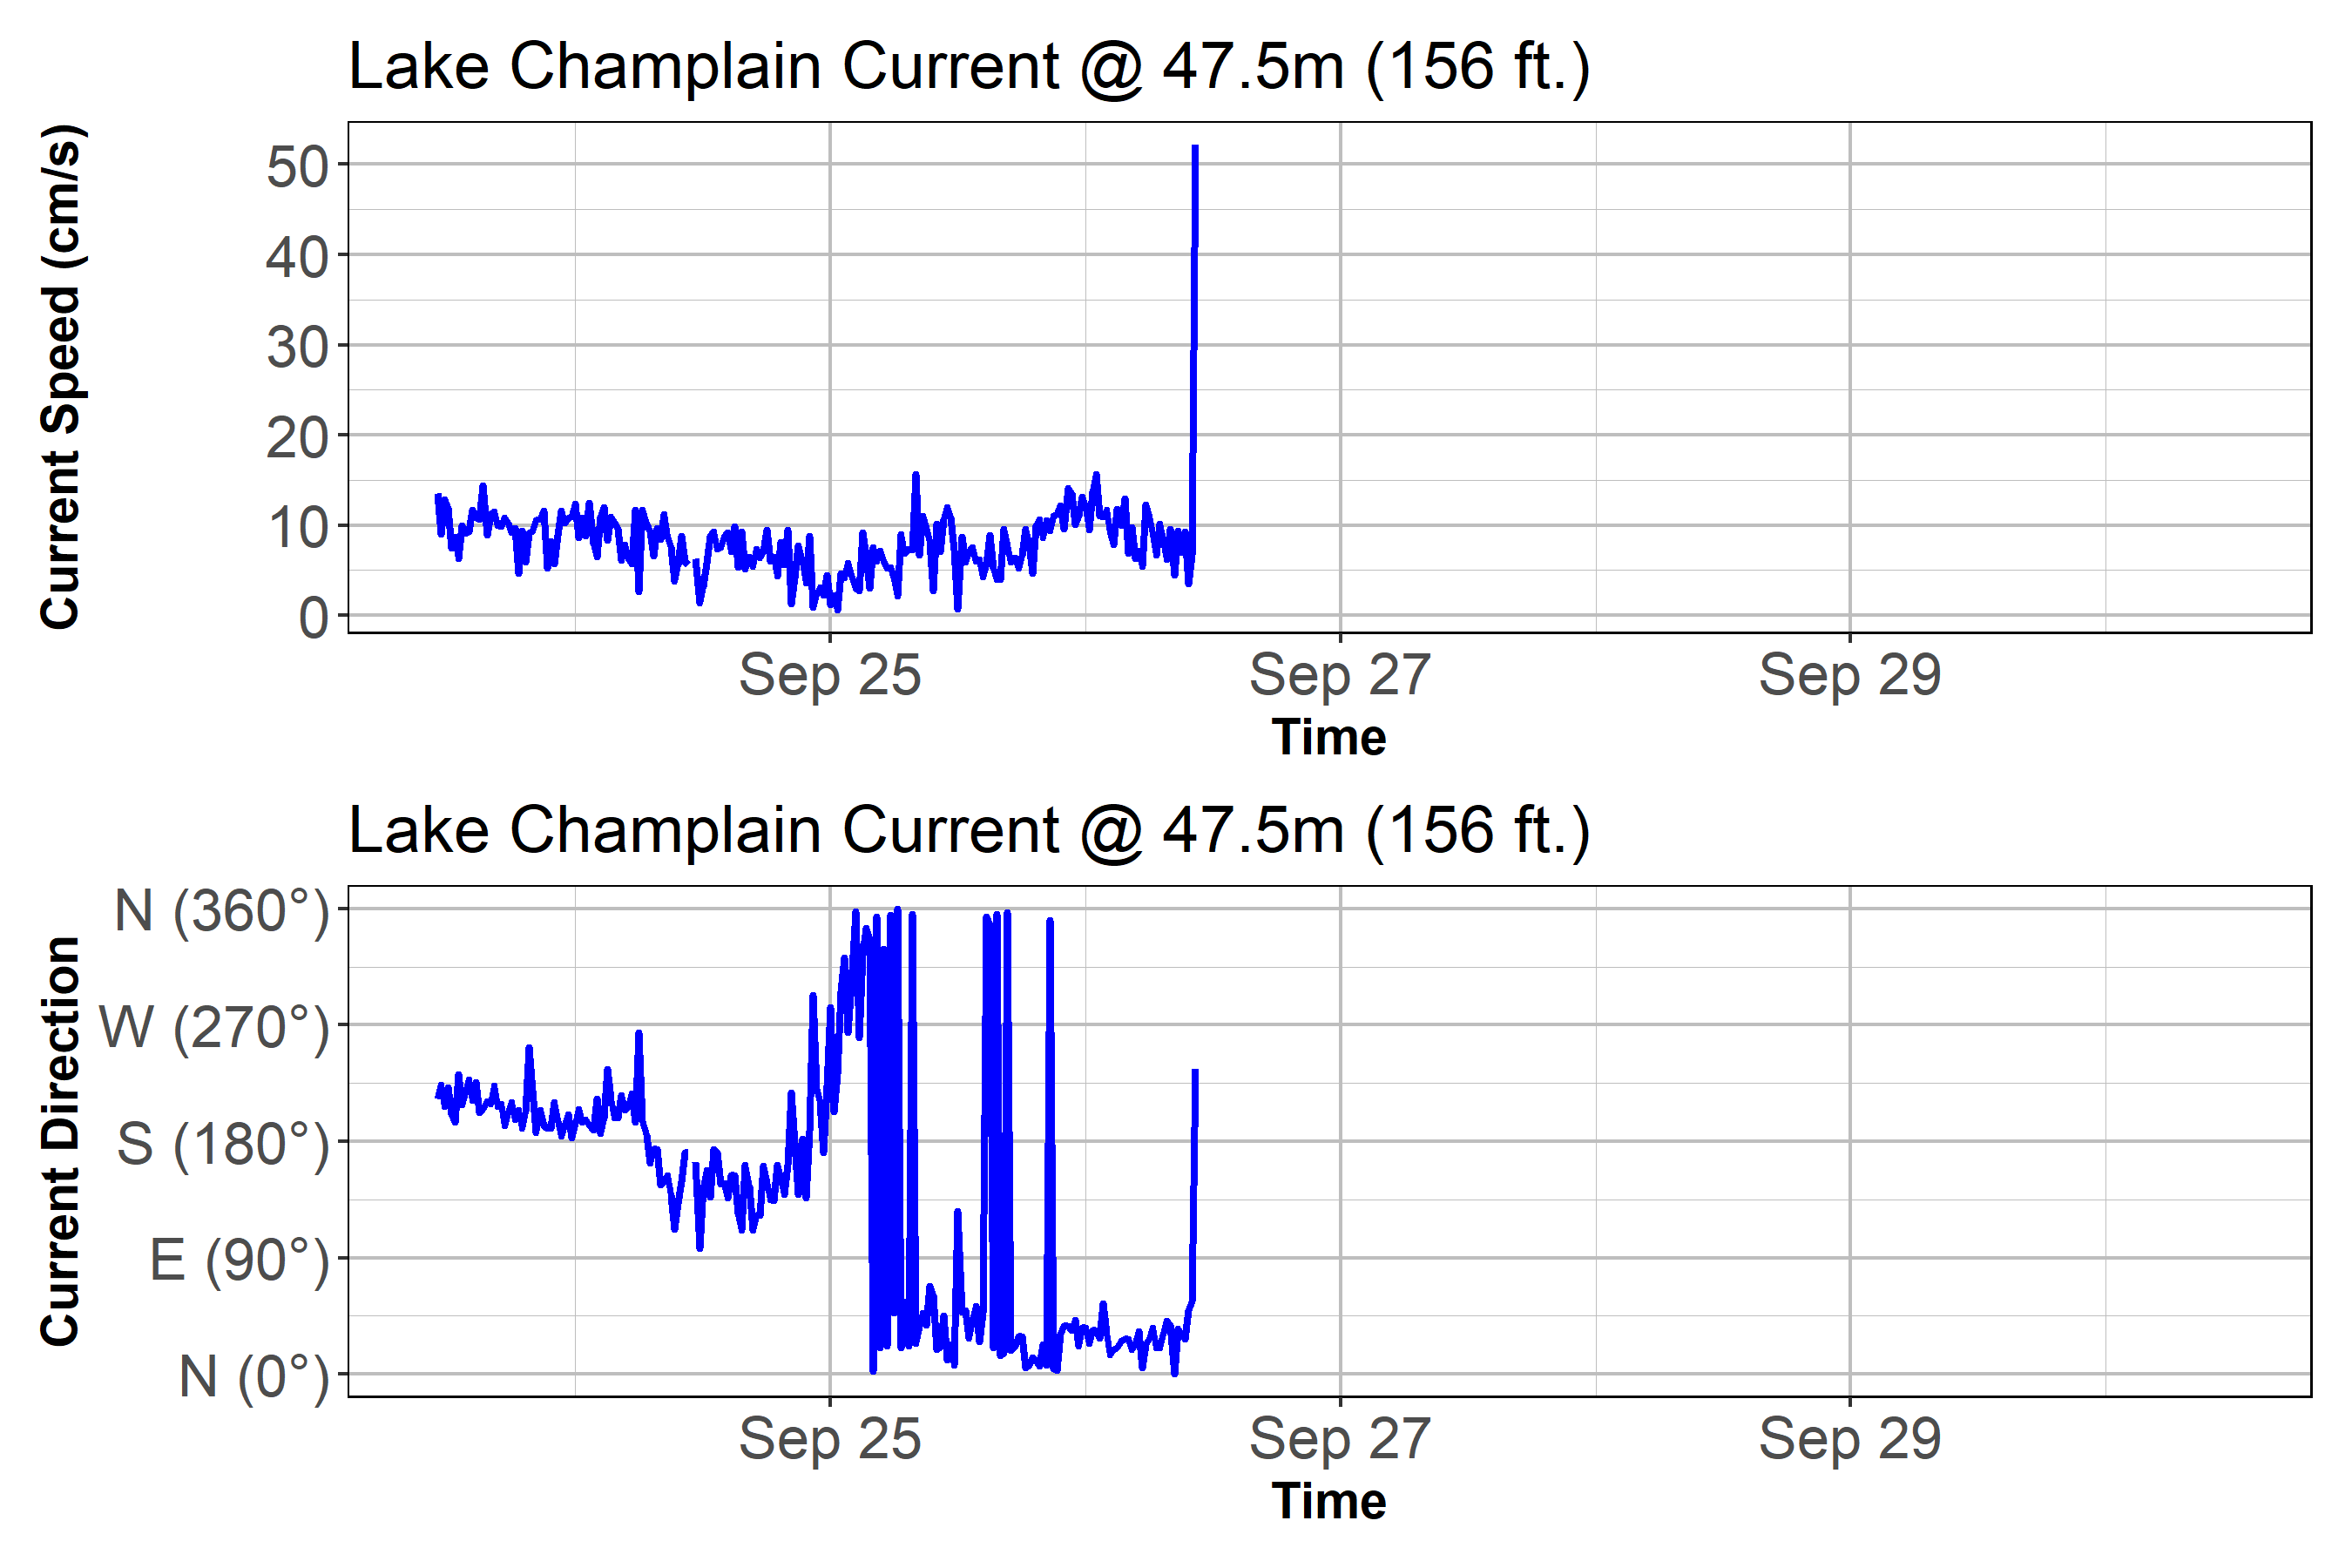 Lake Champlain Current @ 47.5m (156 ft.)
Current Speed (cm/s)
50
40
30
20
10
0
Sep 25 Sep 27 Sep 29
Time
Lake Champlain Current @ 47.5m (156 ft.)
Current Direction
N (360°)
W (270°)
S (180°)
E (90°)
N (0°)
Sep 25 Sep 27 Sep 29
Time